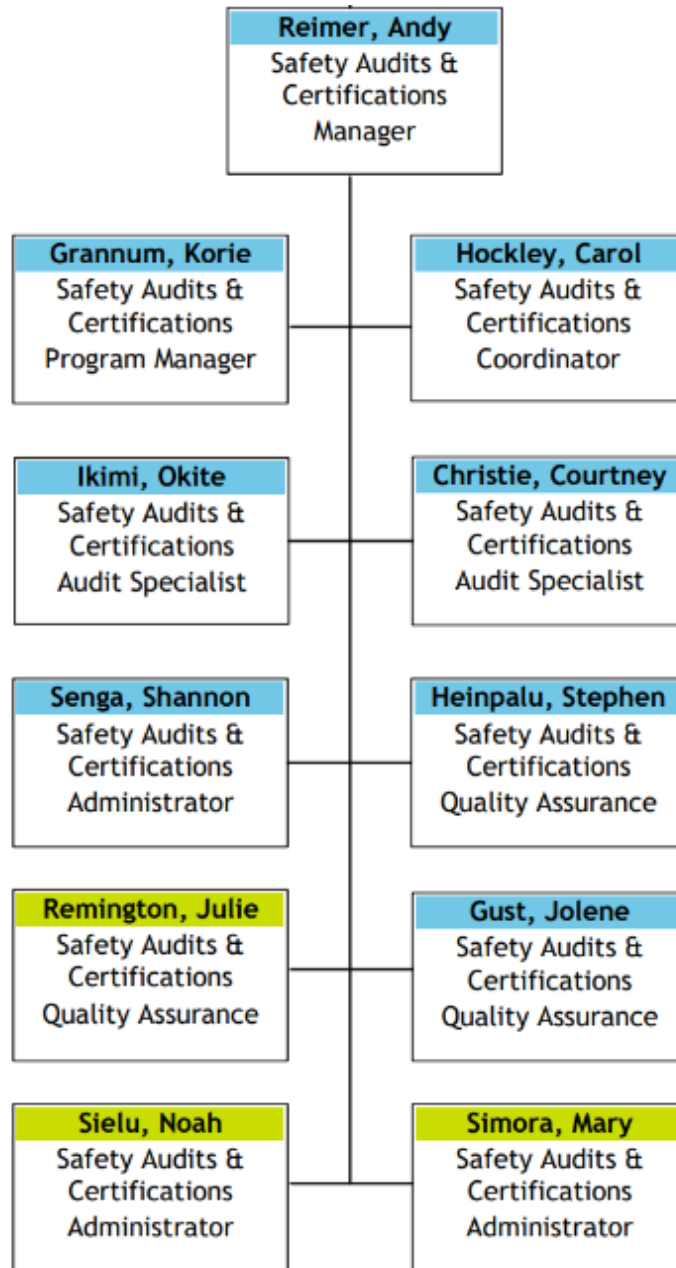 Reimer, Andy
Safety Audits &
Certifications
Manager
Grannum, Korie
Safety Audits &
Certifications
Program Manager
Hockley, Carol
Safety Audits &
Certifications
Coordinator
Ikimi, Okite
Safety Audits &
Certifications
Audit Specialist
Christie, Courtney
Safety Audits &
Certifications
Audit Specialist
Senga, Shannon
Safety Audits &
Certifications
Administrator
Heinpalu, Stephen
Safety Audits &
Certifications
Quality Assurance
Remington, Julie
Safety Audits &
Certifications
Quality Assurance
Gust, Jolene
Safety Audits &
Certifications
Quality Assurance
Sielu, Noah
Safety Audits &
Certifications
Administrator
Simora, Mary
Safety Audits &
Certifications
Administrator